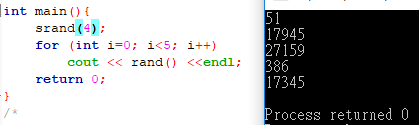 int main(){
srand(4);
for (int i=0; i<5; i++)
cout << rand() <<endl;
return 0;
}
/*
51
17945
27159
386
17345
Process returned 0